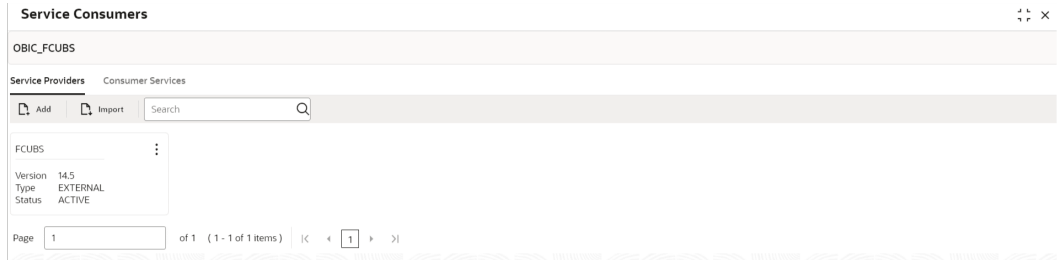 Service Consumers
OBIC_FCUBS
Service Providers Consumer Services
Add Import Search
FCUBS
Version 14.5
Type EXTERNAL
Status ACTIVE
Page 1 of 1 ( 1 - 1 of 1 items ) 1